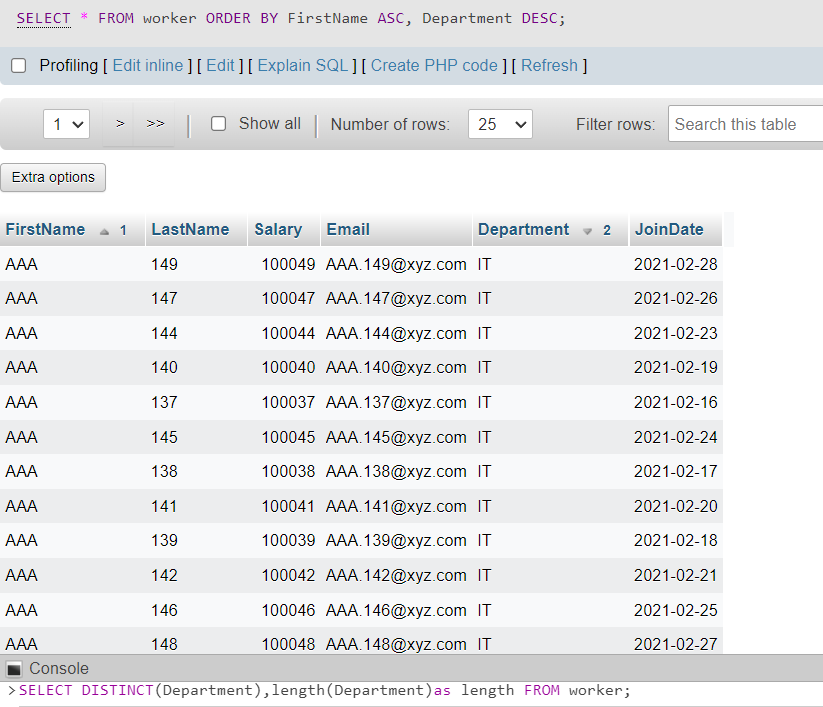 SELECT * FROM worker ORDER BY FirstName ASC, Department DESC;
Profiling [ Edit inline ] [ Edit ] [ Explain SQL ] [ Create PHP code ] [ Refresh ]
1 > >> | Show all | Number of rows: 25 Filter rows: Search this table
Extra options
FirstName 1 LastName Salary Email Department 2 JoinDate
AAA 149 100049 AAA.149@xyz.com IT 2021-02-28
AAA 147 100047 AAA.147@xyz.com IT 2021-02-26
AAA 144 100044 AAA.144@xyz.com IT 2021-02-23
AAA 140 100040 AAA.140@xyz.com IT 2021-02-19
AAA 137 100037 AAA.137@xyz.com IT 2021-02-16
AAA 145 100045 AAA.145@xyz.com IT 2021-02-24
AAA 138 100038 AAA.138@xyz.com IT 2021-02-17
AAA 141 100041 AAA.141@xyz.com IT 2021-02-20
AAA 139 100039 AAA.139@xyz.com IT 2021-02-18
AAA 142 100042 AAA.142@xyz.com IT 2021-02-21
AAA 146 100046 AAA.146@xyz.com IT 2021-02-25
AAA 148 100048 AAA.148@xyz.com IT 2021-02-27
Console
>SELECT DISTINCT(Department),length(Department)as length FROM worker;